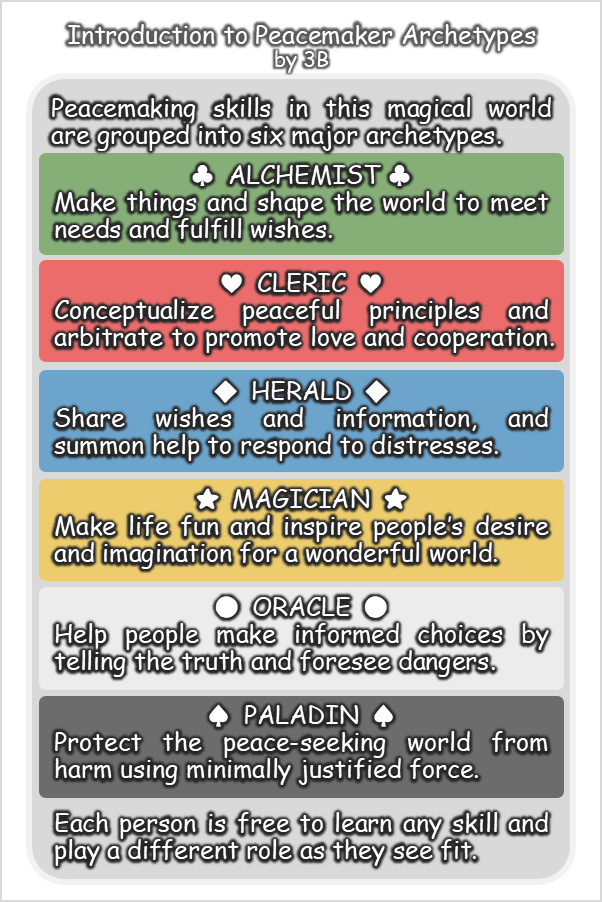 Introduction to Peacemaker Archetypes
by 3B
Peacemaking skills in this magical world
are grouped into six major archetypes.
♣ ALCHEMIST ♣
Make things and shape the world to meet
needs and fulfill wishes.
♥ CLERIC ♥
Conceptualize peaceful principles and
arbitrate to promote love and cooperation.
♦ HERALD ♦
Share wishes and information, and
summon help to respond to distresses.
★ MAGICIAN ★
Make life fun and inspire people's desire
and imagination for a wonderful world.
● ORACLE ●
Help people make informed choices by
telling the truth and foresee dangers.
♠ PALADIN ♠
Protect the peace-seeking world from
harm using minimally justified force.
Each person is free to learn any skill and
play a different role as they see fit.